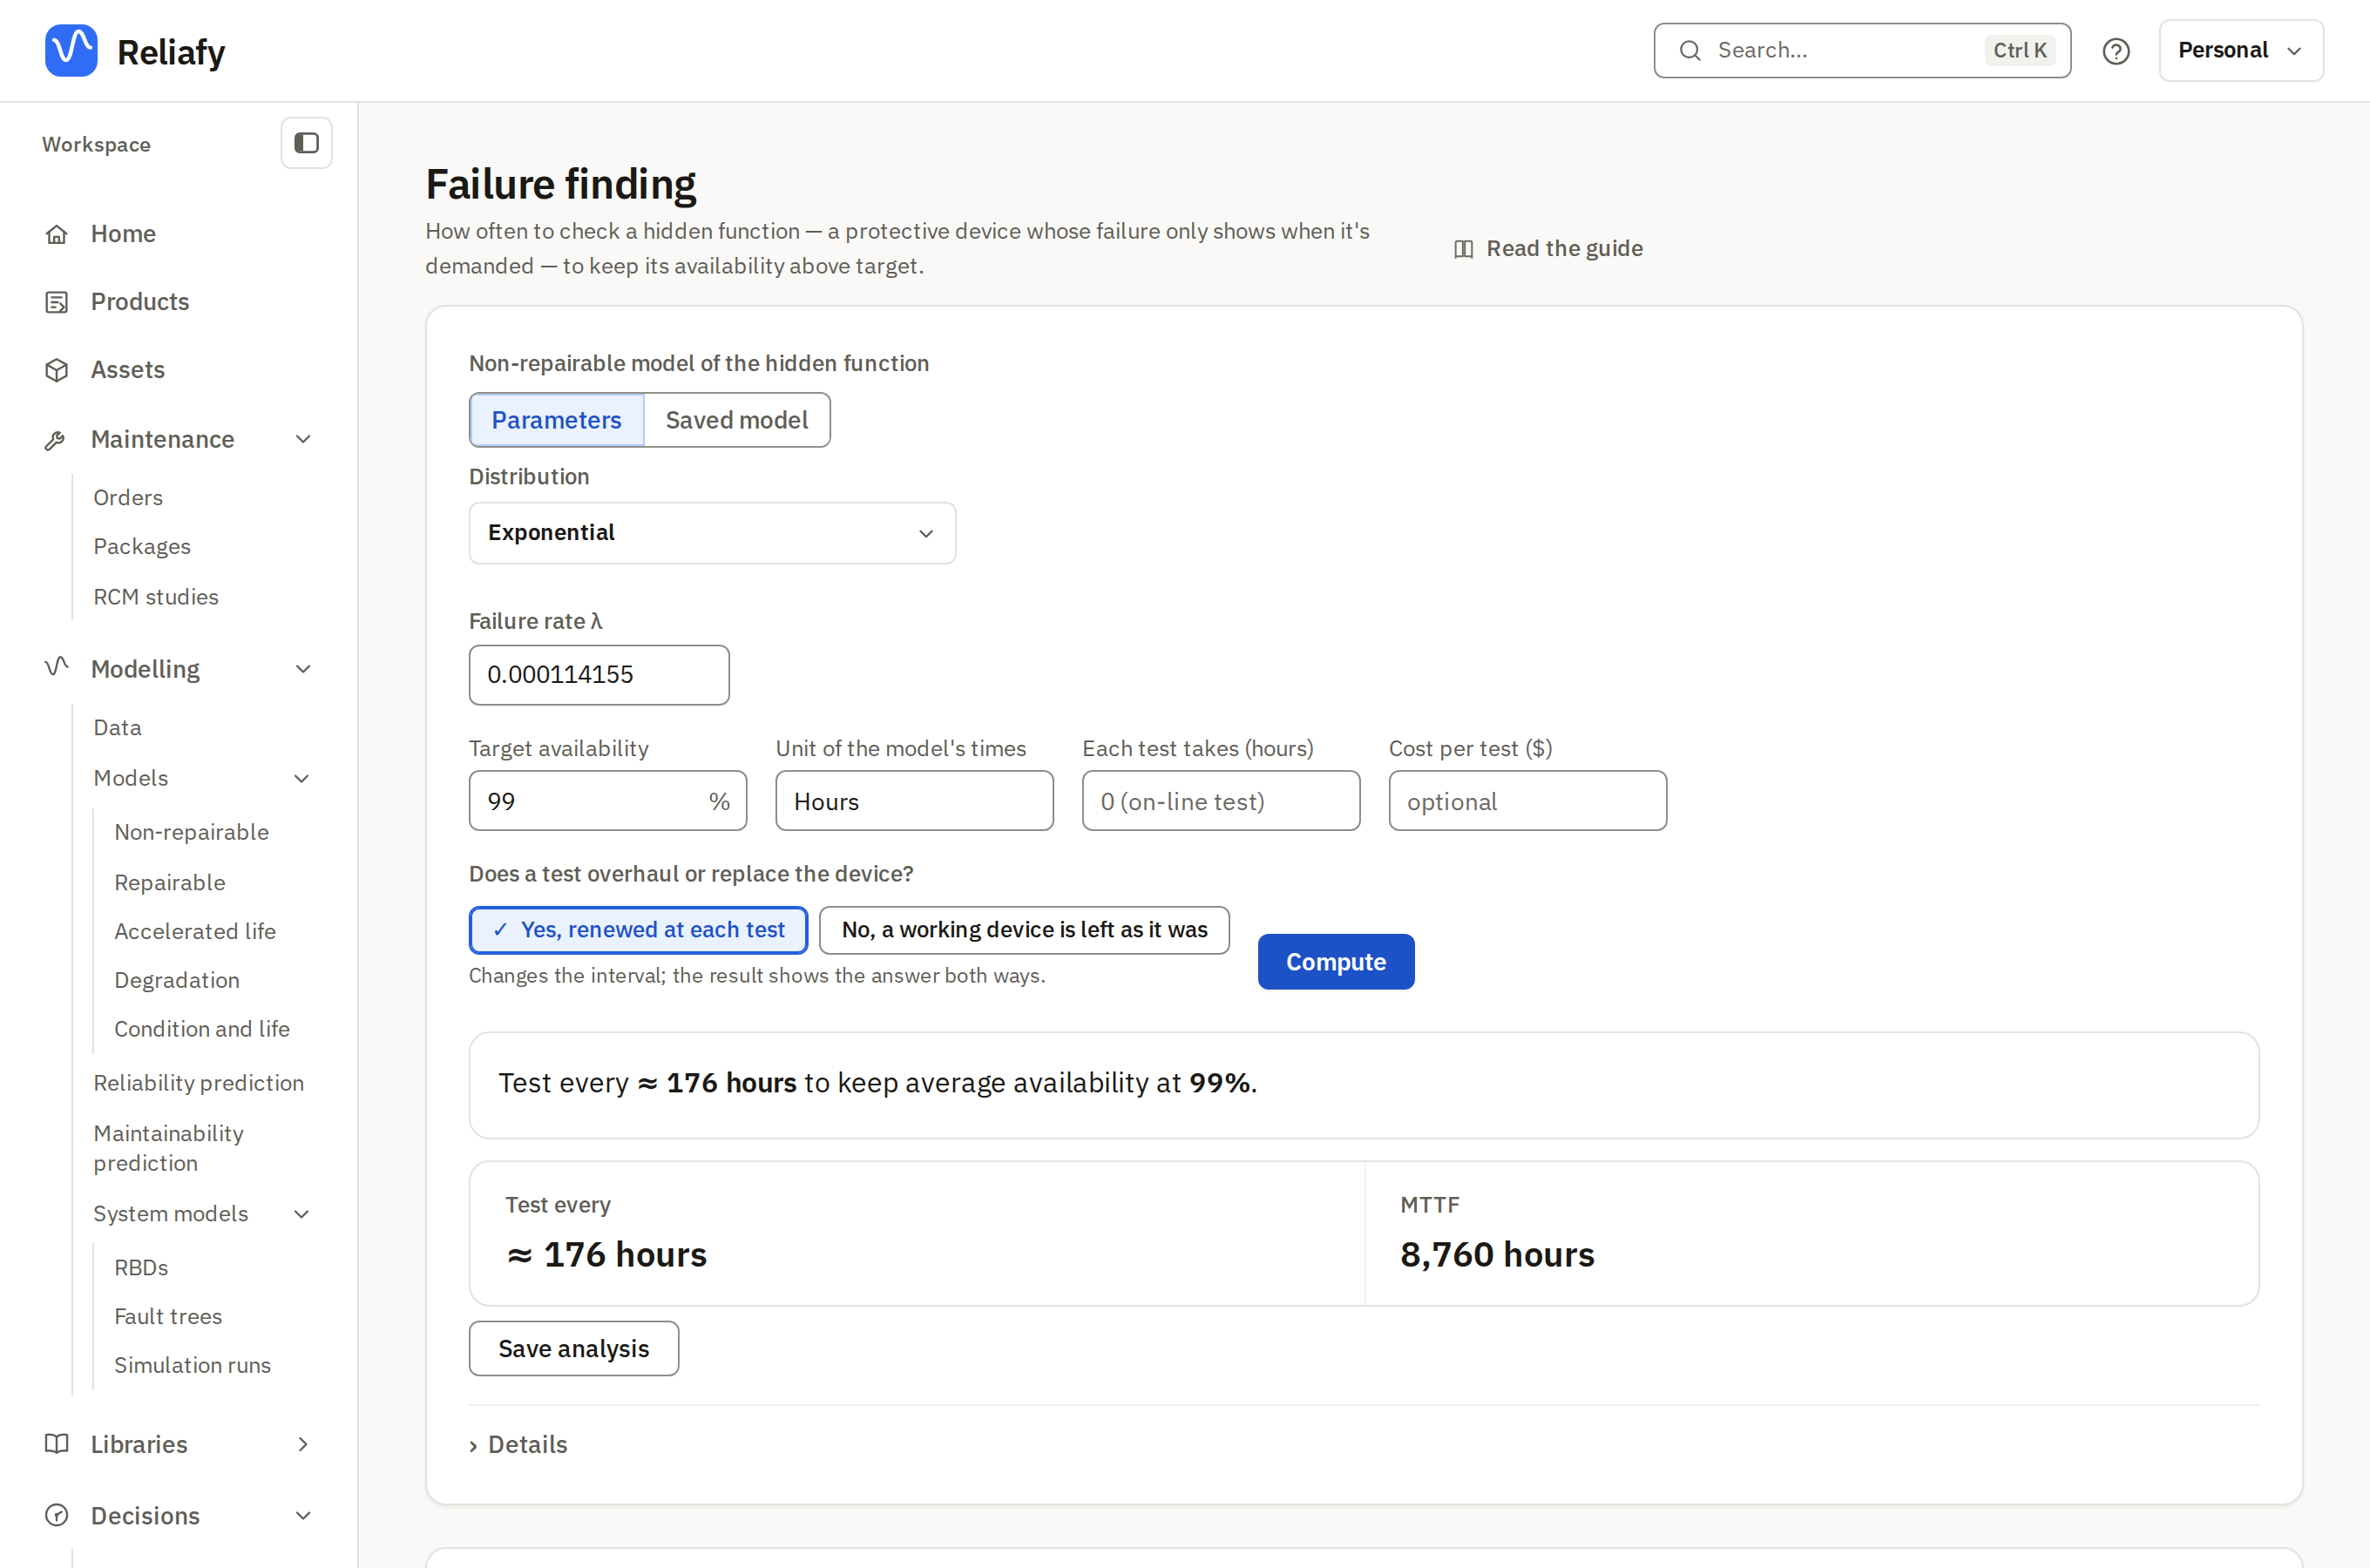 Reliafy
Search...
Ctrl K
Personal
Workspace
Home
Products
Assets
Maintenance
Orders
Packages
RCM studies
Modelling
Data
Models
Non-repairable
Repairable
Accelerated life
Degradation
Condition and life
Reliability prediction
Maintainability
prediction
System models
RBDs
Fault trees
Simulation runs
Libraries
Decisions
Failure finding
How often to check a hidden function — a protective device whose failure only shows when it's
demanded — to keep its availability above target.
Read the guide
Non-repairable model of the hidden function
Parameters
Saved model
Distribution
Exponential
Failure rate λ
0.000114155
Target availability
Unit of the model's times
Each test takes (hours)
Cost per test ($)
99 %
Hours
0 (on-line test)
optional
Does a test overhaul or replace the device?
✓ Yes, renewed at each test
No, a working device is left as it was
Changes the interval; the result shows the answer both ways.
Compute
Test every ≈ 176 hours to keep average availability at 99%.
Test every
≈ 176 hours
MTTF
8,760 hours
Save analysis
› Details